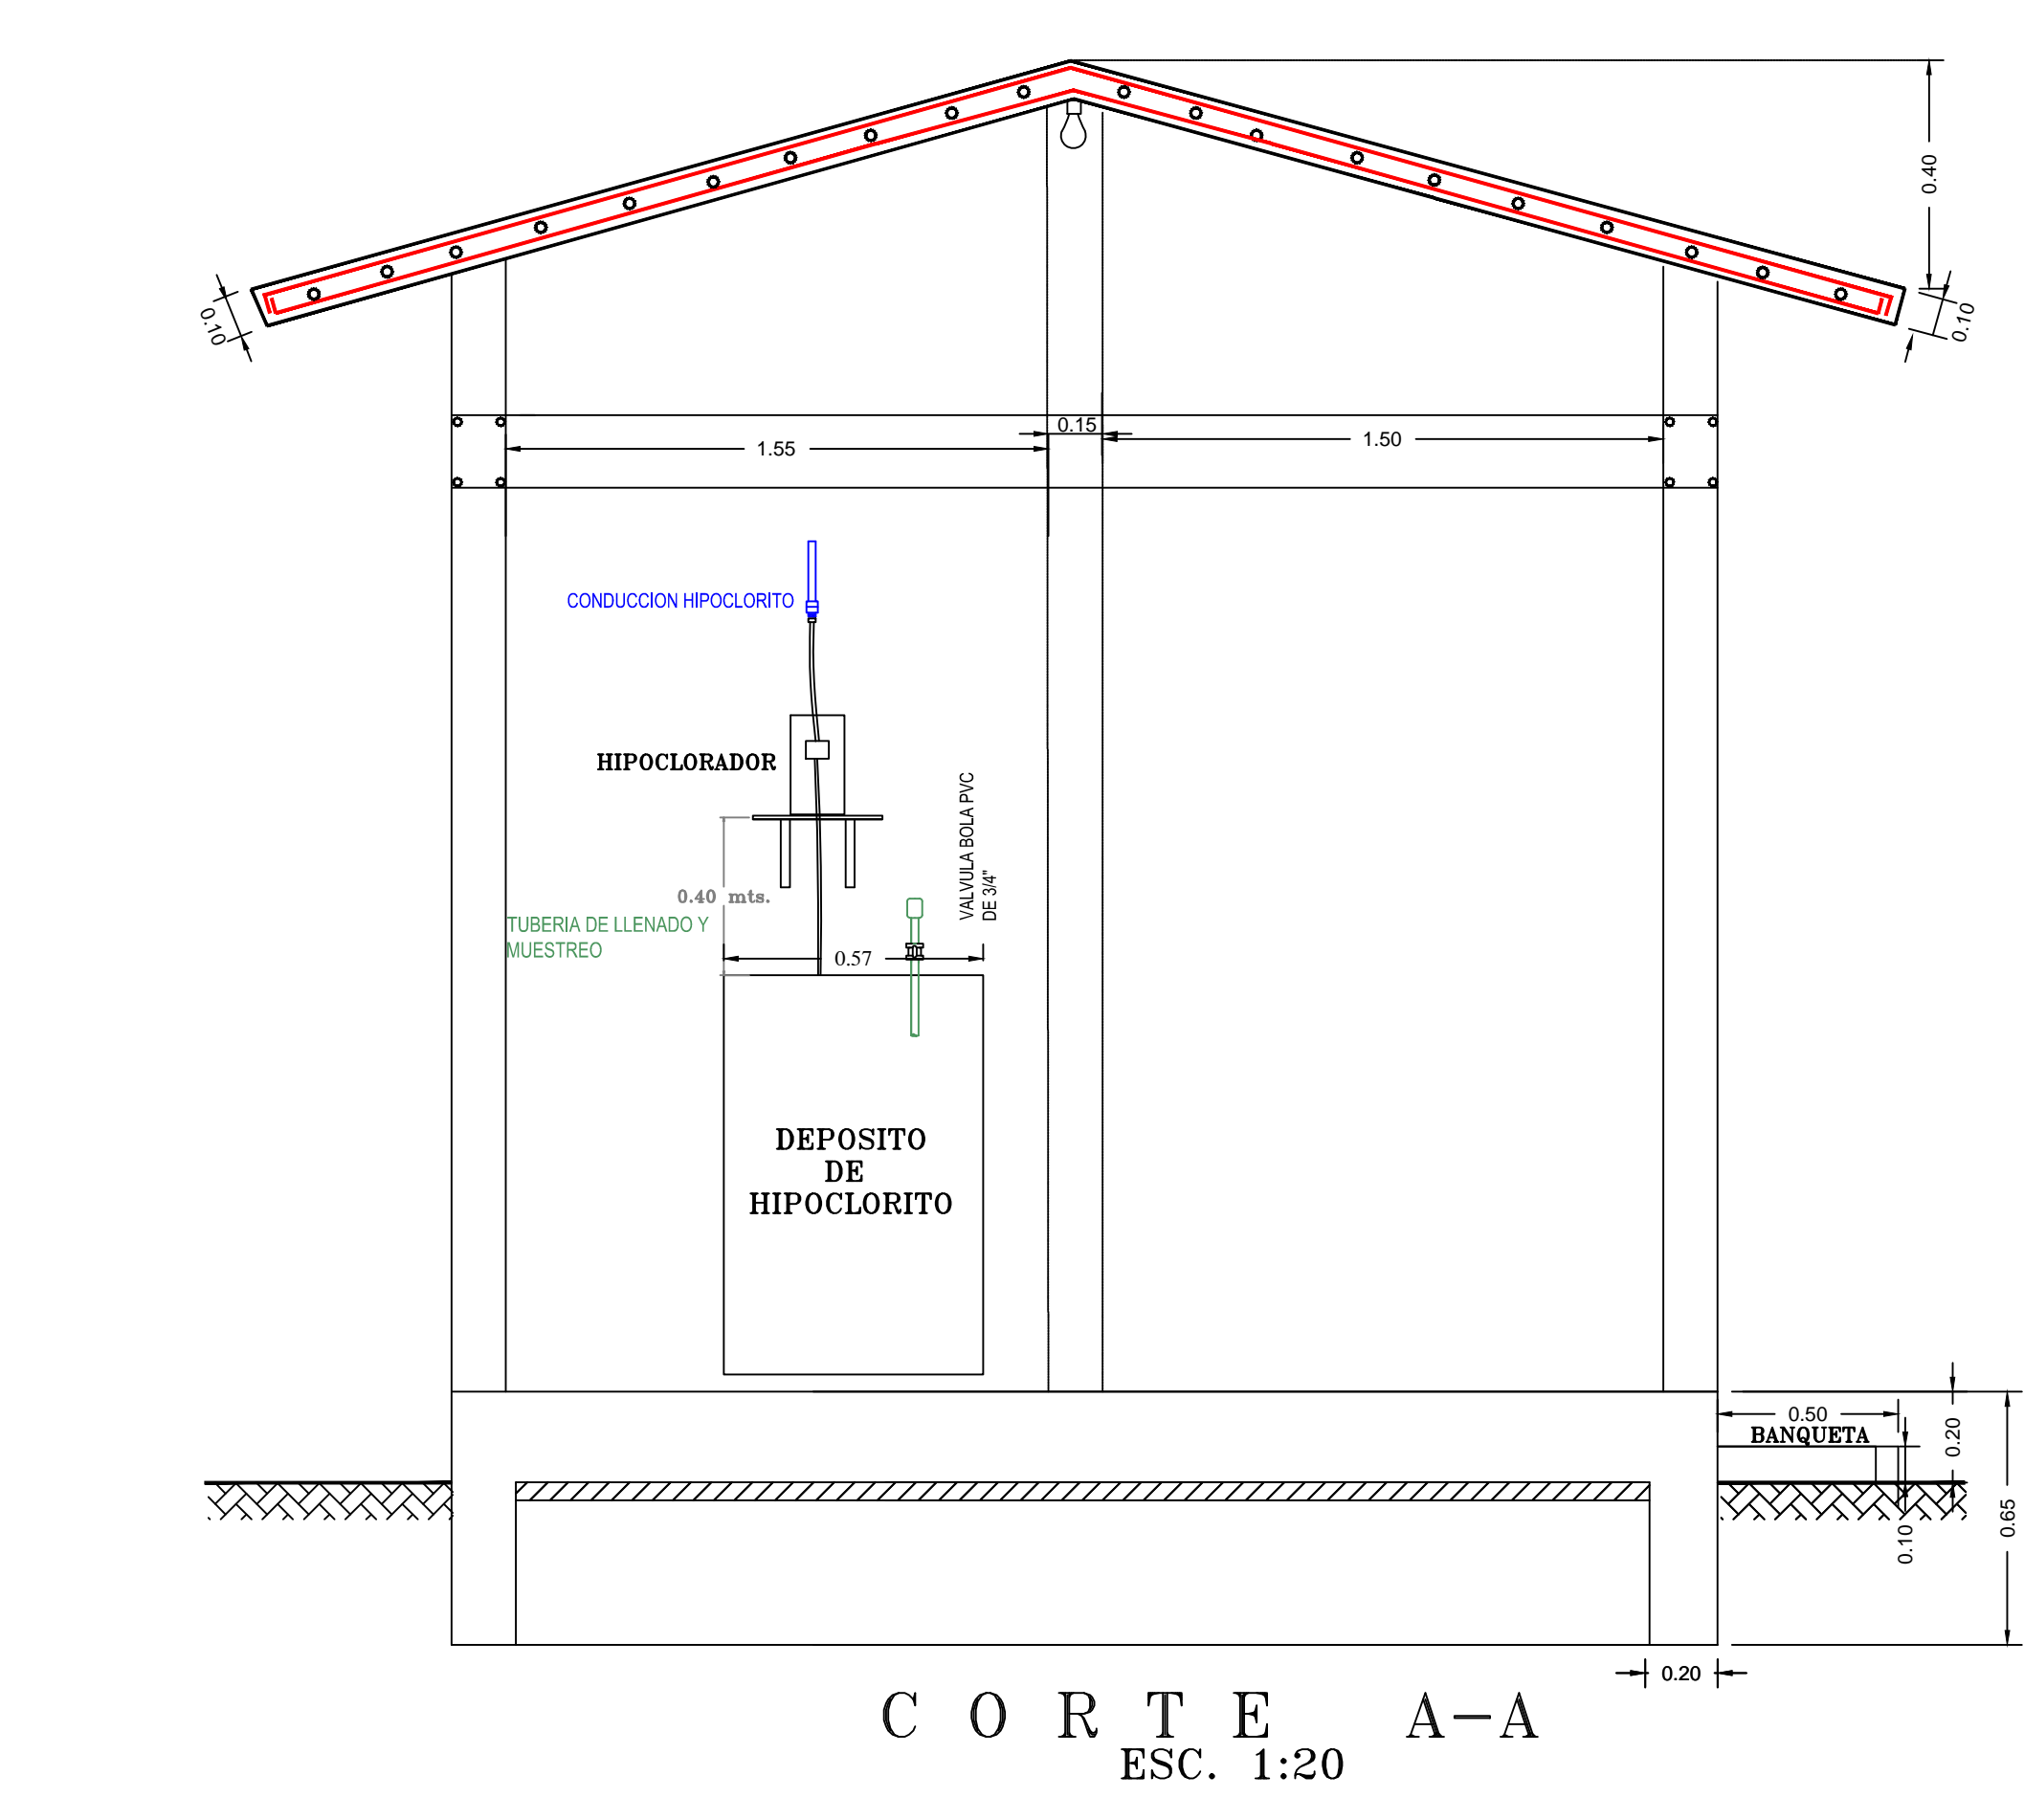 0.40
0.10
0.10
0.15
1.55
1.50
CONDUCCION HIPOCLORITO
HIPOCLORADOR
VALVULA BOLA PVC
DE 3/4"
0.40 mts.
TUBERIA DE LLENADO Y
MUESTREO
0.57
DEPOSITO
DE
HIPOCLORITO
0.50
BANQUETA
0.20
0.65
0.10
0.20
CORTE A-A
ESC. 1:20